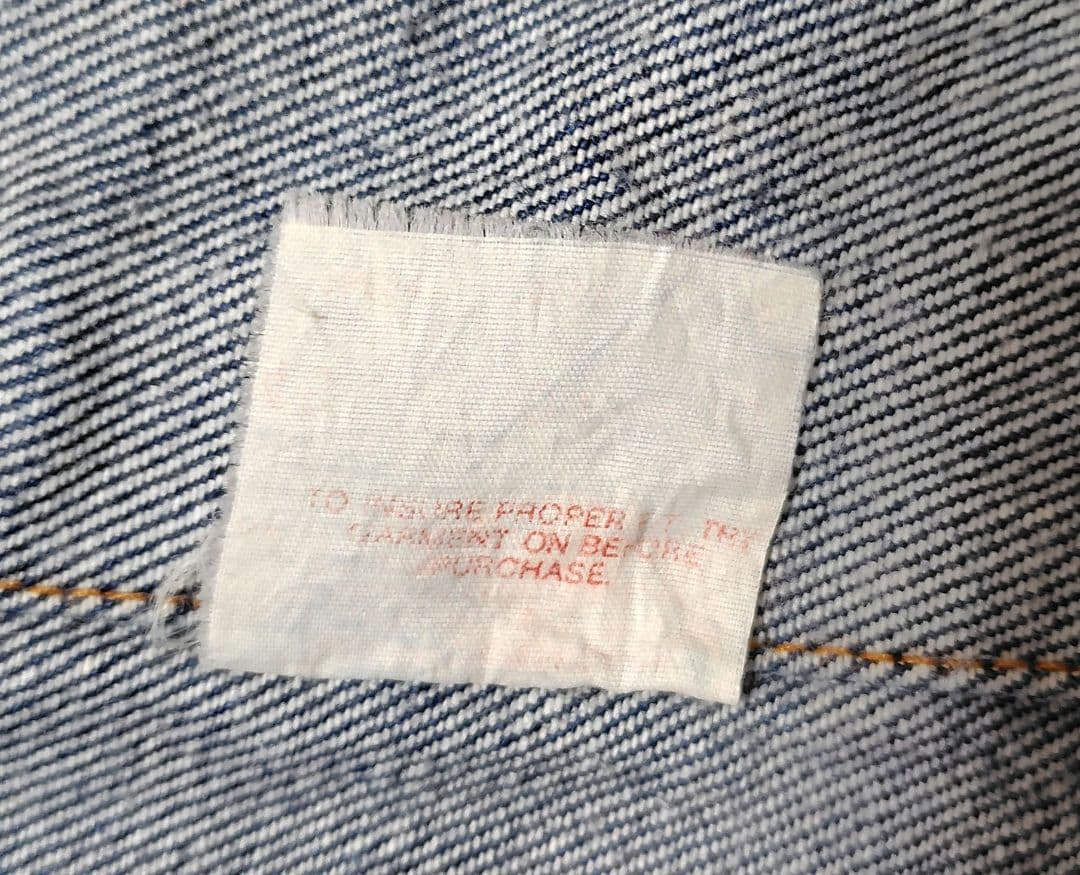 TO INSURE PROPER FIT TRY
GARMENT ON BEFORE
PURCHASE.